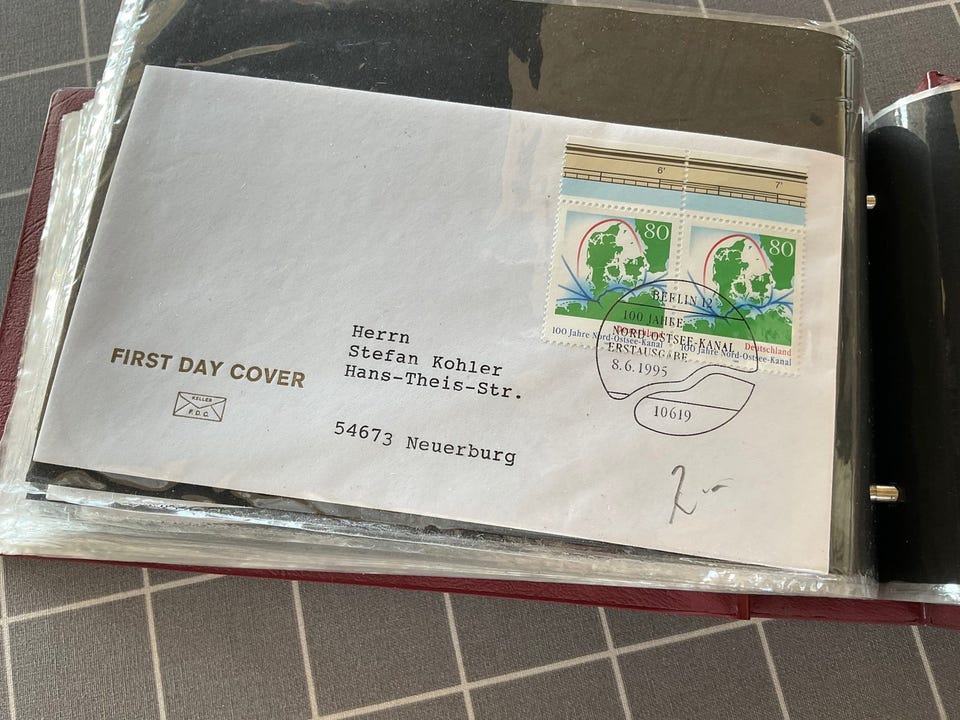 6'
7'
80
80
Deutschland
100 Jahre Nord-Ostsee-Kanal
Deutschland
100 Jahre Nord-Ostsee-Kanal
BERLIN 12
100 JAHRE
NORD-OSTSEE-KANAL
ERSTAUSGABE
8.6.1995
10619
Herrn
Stefan Kohler
Hans-Theis-Str.
54673 Neuerburg
FIRST DAY COVER
KELLER
F.D.C.